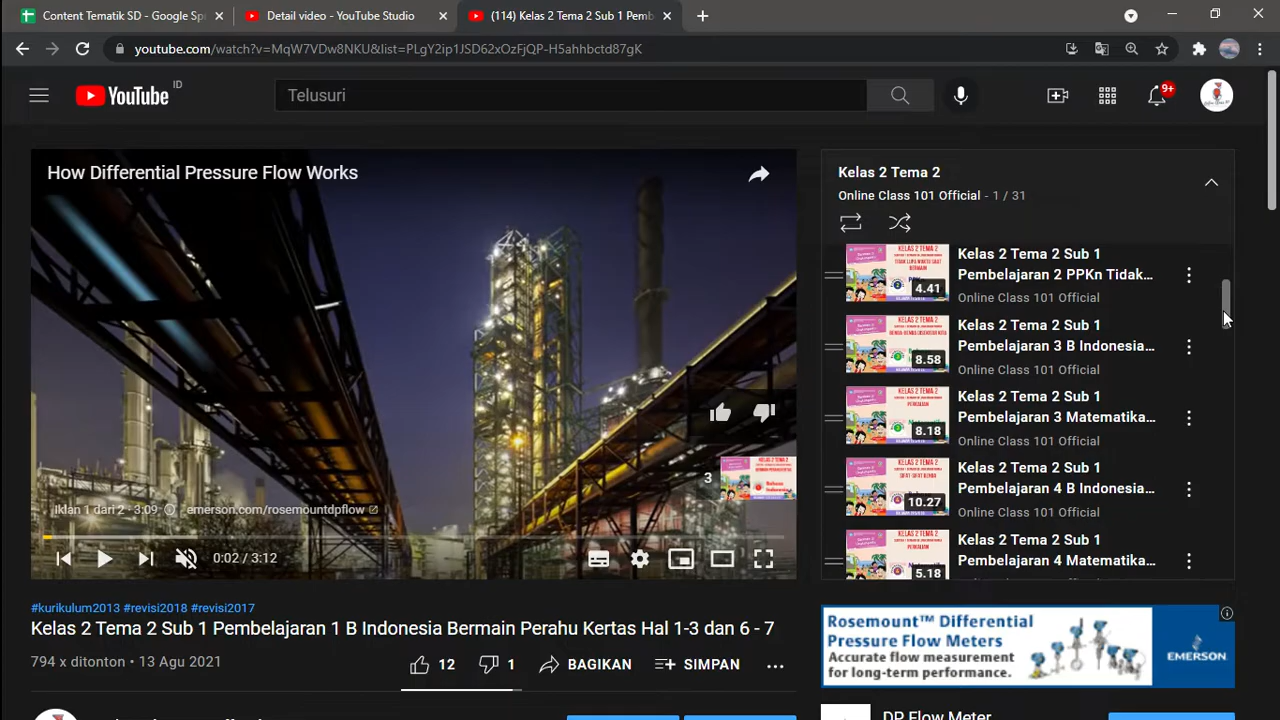 Content Tematik SD - Google Sp
Detail video - YouTube Studio
(114) Kelas 2 Tema 2 Sub 1 Pemb
youtube.com/watch?v=MqW7VDw8NKU&list=PLgY2ip1JSD62xOzFjQP-H5ahhbctd87gK
YouTube ID
Telusuri
9+
How Differential Pressure Flow Works
3
Iklan 1 dari 2 • 3:09
emerson.com/rosemountdpflow
0:02 / 3:12
Kelas 2 Tema 2
Online Class 101 Official - 1 / 31
Kelas 2 Tema 2 Sub 1
Pembelajaran 2 PPKn Tidak...
Online Class 101 Official
4.41
Kelas 2 Tema 2 Sub 1
Pembelajaran 3 B Indonesia...
Online Class 101 Official
8.58
Kelas 2 Tema 2 Sub 1
Pembelajaran 3 Matematika...
Online Class 101 Official
8.18
Kelas 2 Tema 2 Sub 1
Pembelajaran 4 B Indonesia...
Online Class 101 Official
10.27
Kelas 2 Tema 2 Sub 1
Pembelajaran 4 Matematika...
5.18
#kurikulum2013 #revisi2018 #revisi2017
Kelas 2 Tema 2 Sub 1 Pembelajaran 1 B Indonesia Bermain Perahu Kertas Hal 1-3 dan 6 - 7
794 x ditonton • 13 Agu 2021
12
1
BAGIKAN
SIMPAN
Rosemount™ Differential
Pressure Flow Meters
Accurate flow measurement
for long-term performance.
EMERSON
DP Flow Meter